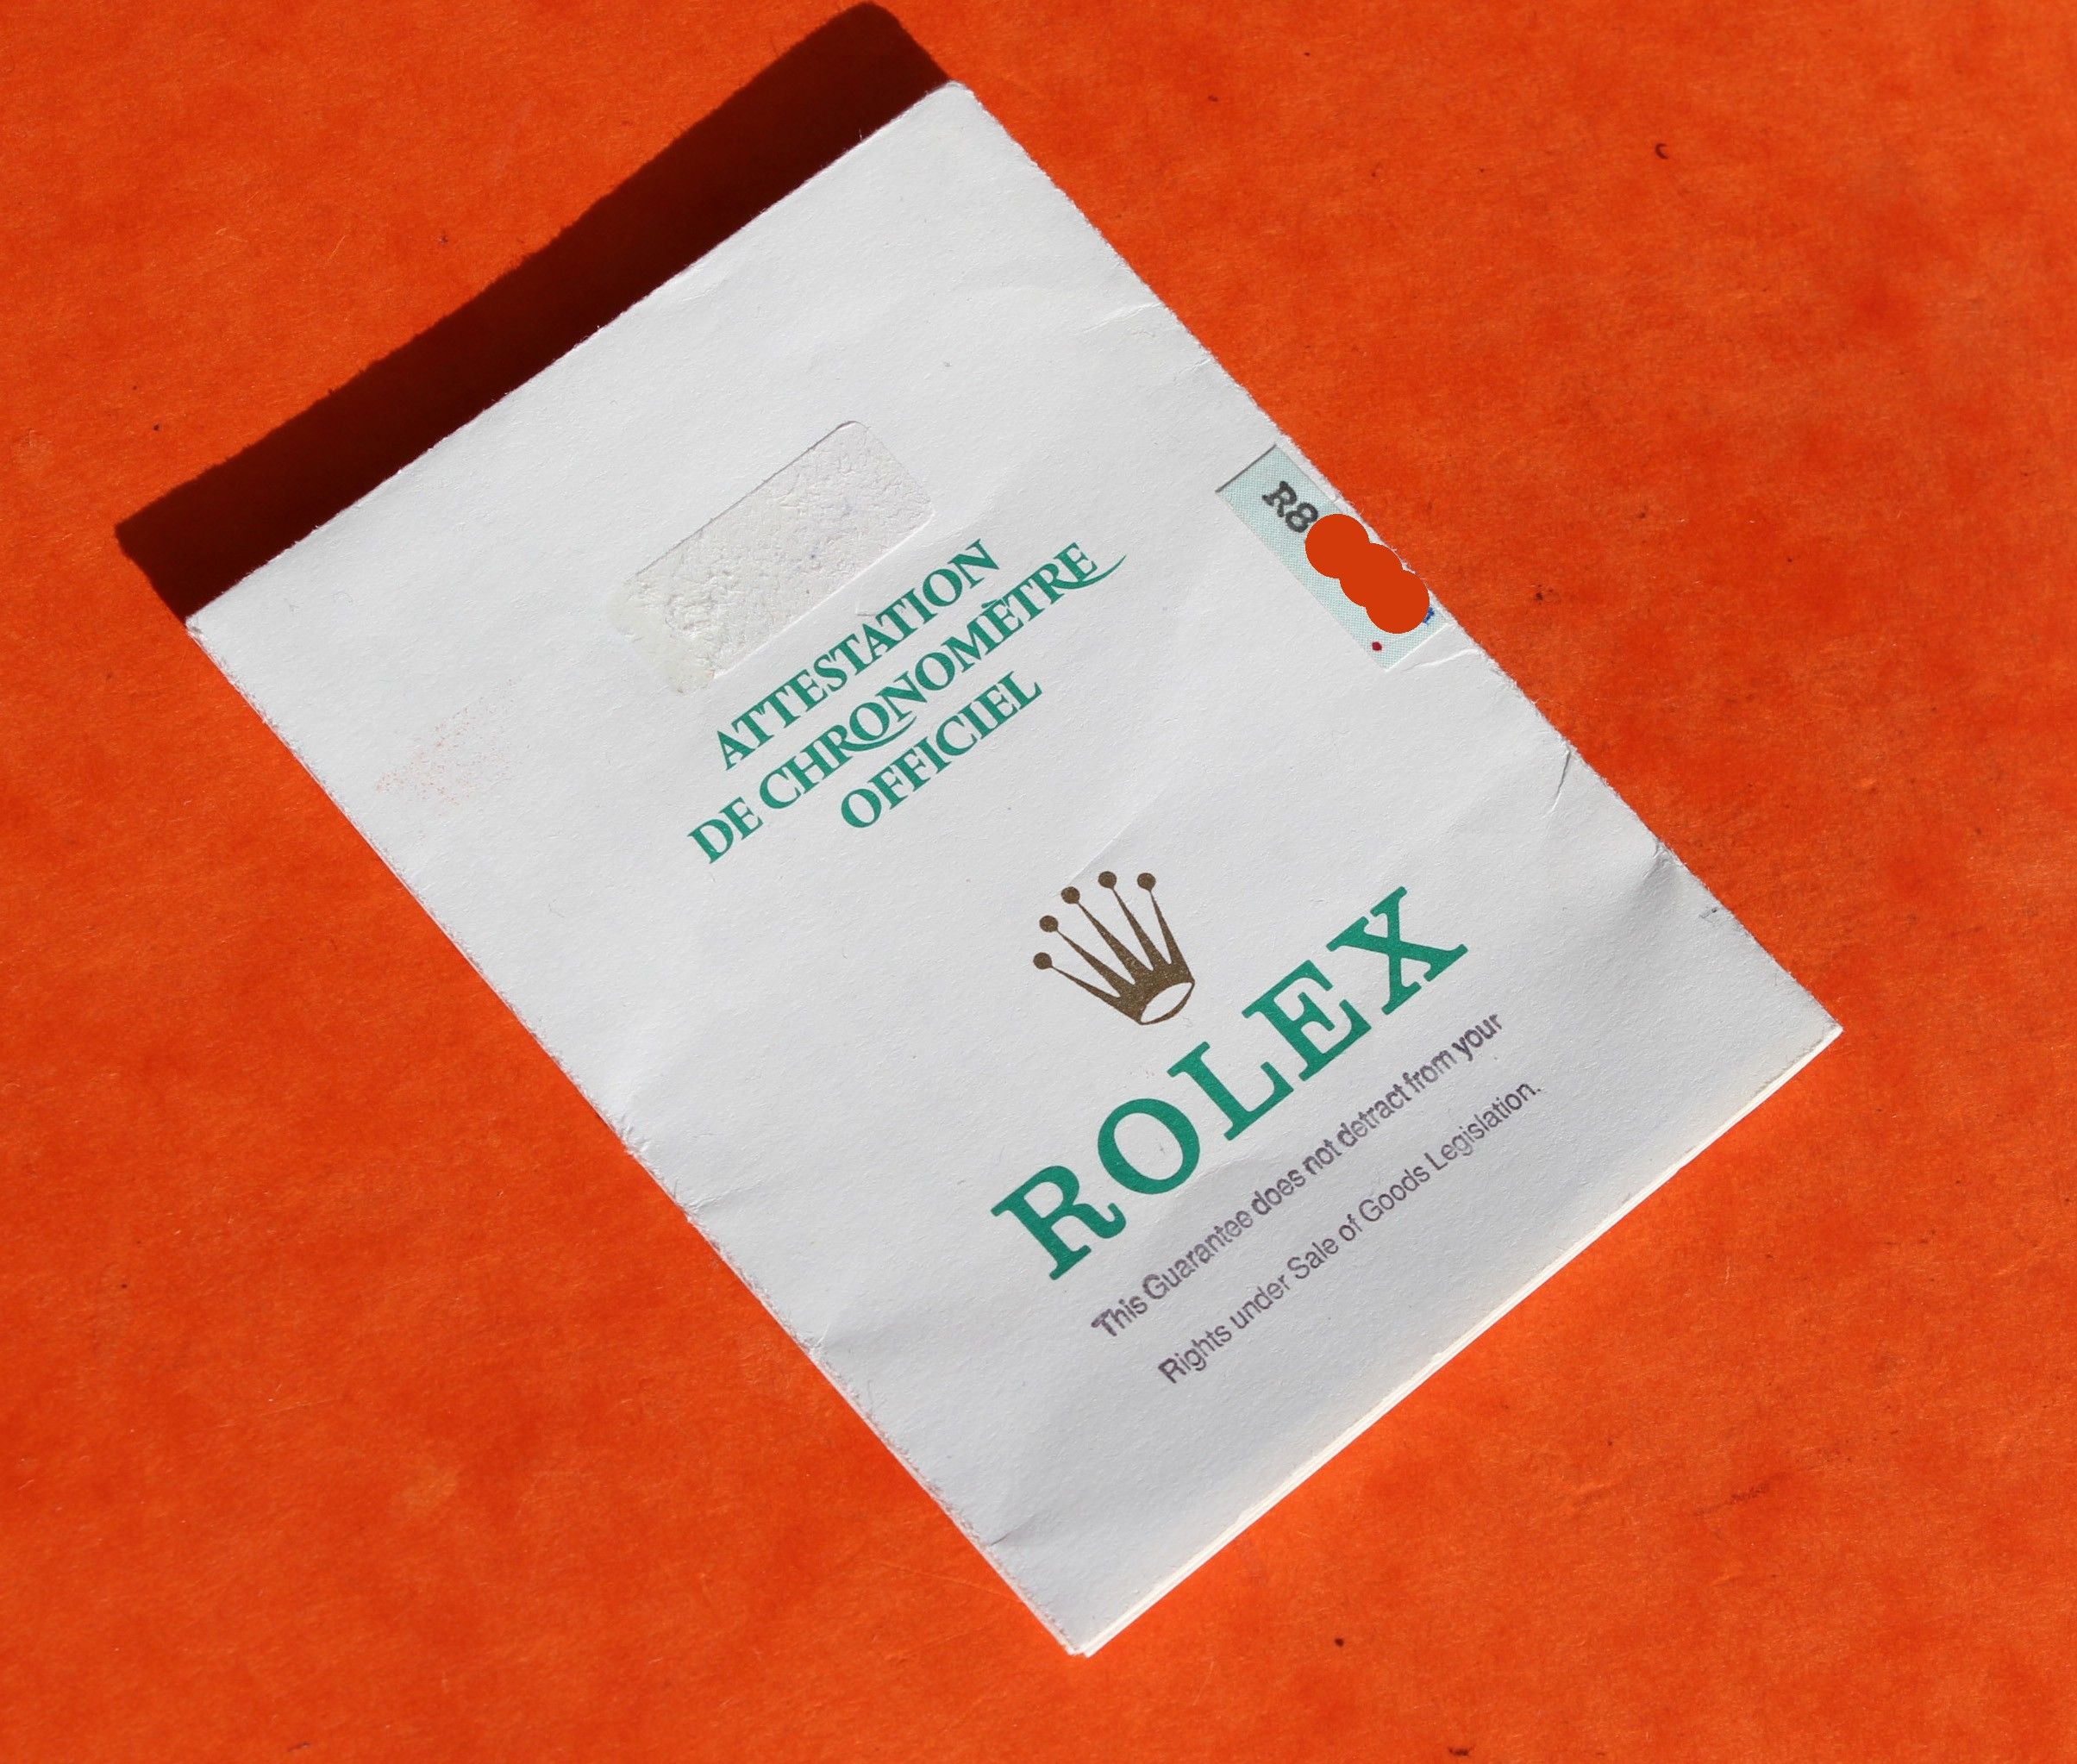 R8
ATTESTATION
DE CHRONOMÈTRE
OFFICIEL
ROLEX
This Guarantee does not detract from your
Rights under Sale of Goods Legislation.